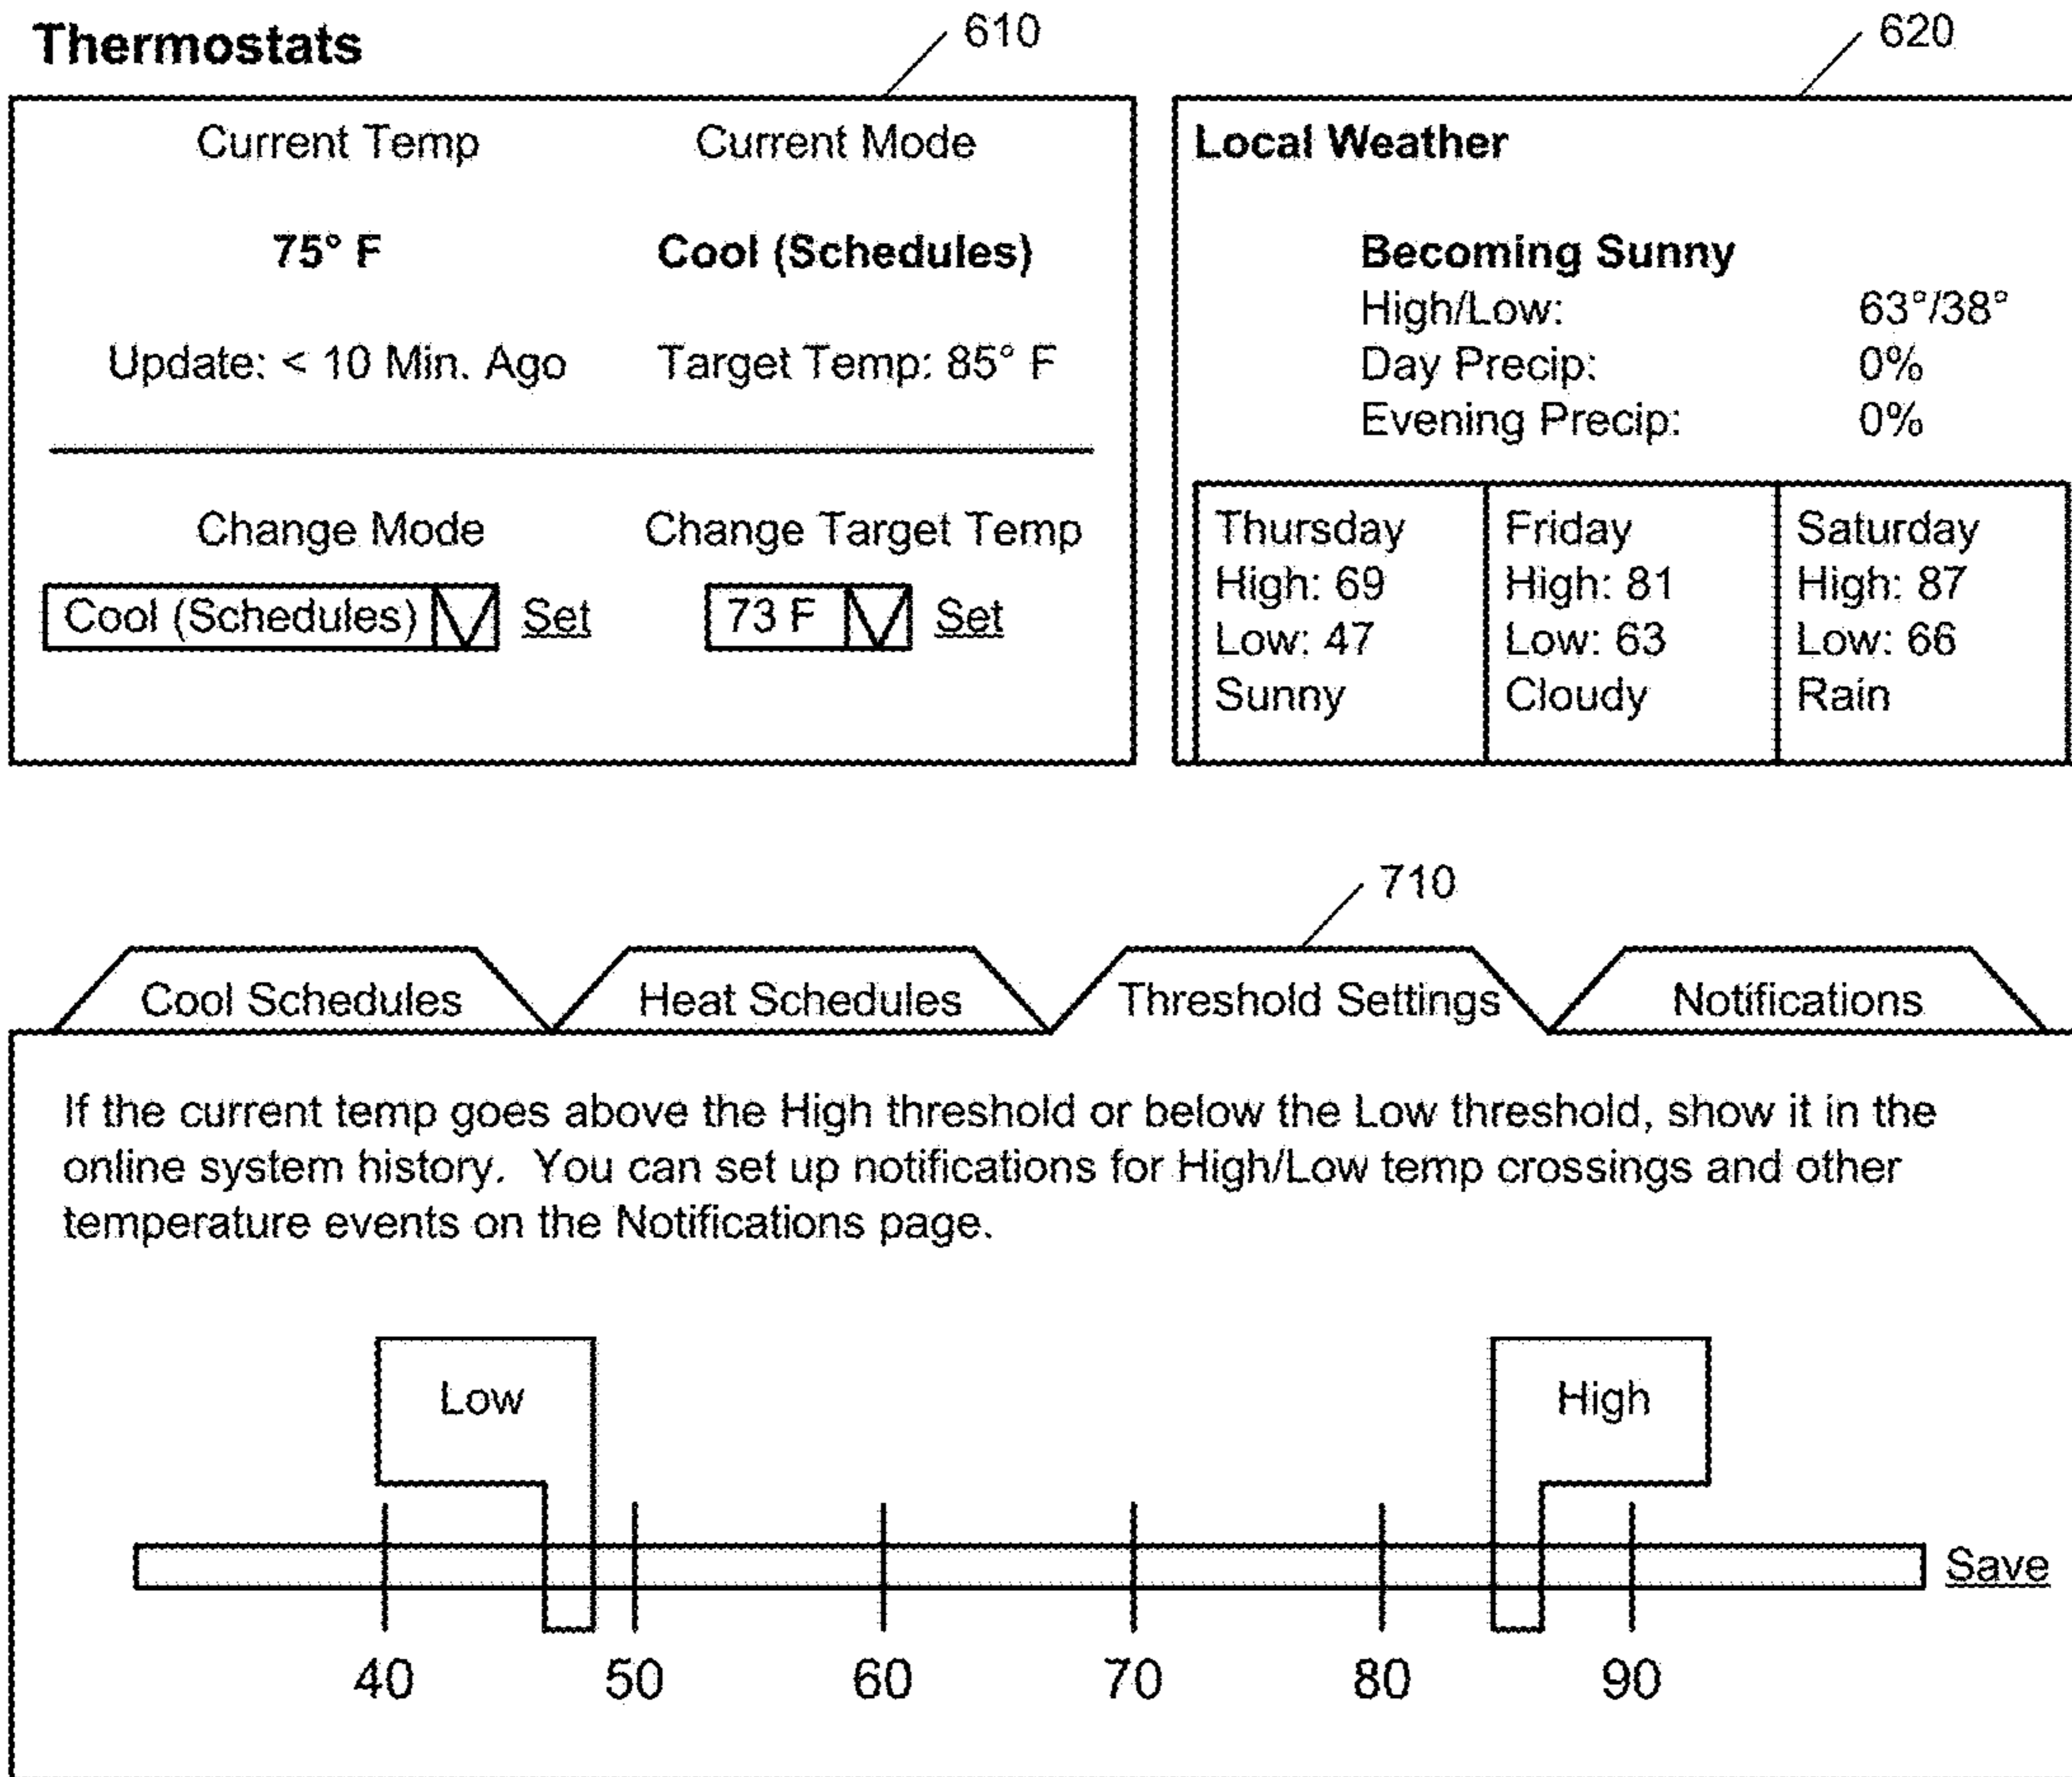 Thermostats
610
620
Current Temp
Current Mode
75° F
Cool (Schedules)
Update: < 10 Min. Ago
Target Temp: 85° F
Change Mode
Change Target Temp
Cool (Schedules)
Set
73 F
Set
Local Weather
Becoming Sunny
High/Low: 63°/38°
Day Precip: 0%
Evening Precip: 0%
Thursday
High: 69
Low: 47
Sunny
Friday
High: 81
Low: 63
Cloudy
Saturday
High: 87
Low: 66
Rain
710
Cool Schedules
Heat Schedules
Threshold Settings
Notifications
If the current temp goes above the High threshold or below the Low threshold, show it in the
online system history. You can set up notifications for High/Low temp crossings and other
temperature events on the Notifications page.
Low
High
Save
40 50 60 70 80 90